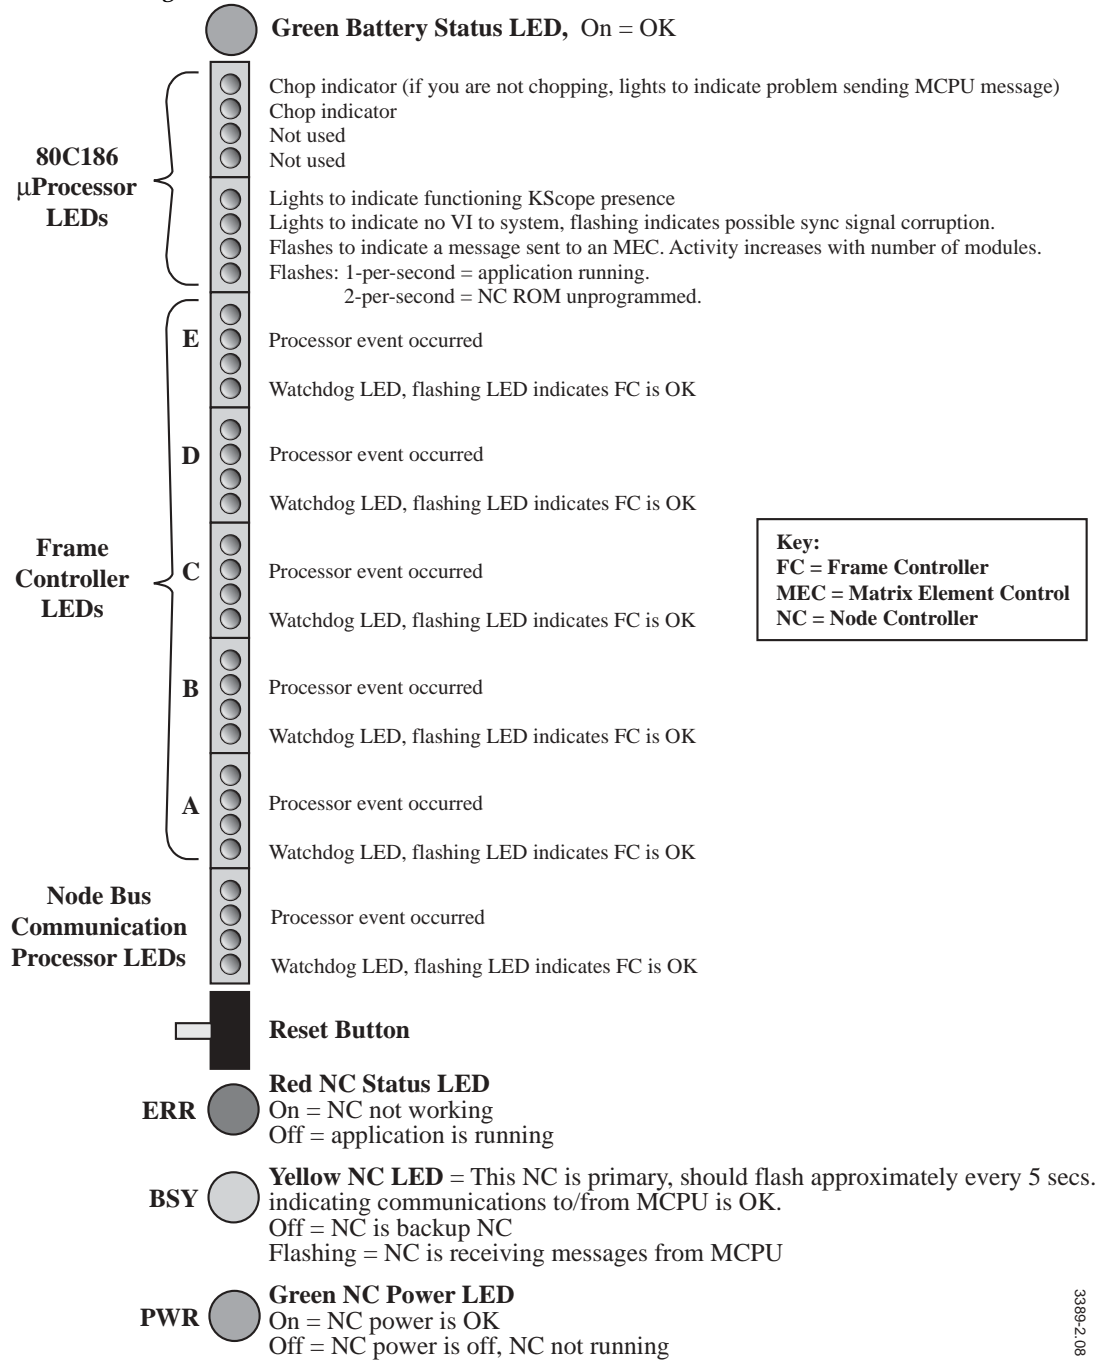 Green Battery Status LED, On = OK
Chop indicator (if you are not chopping, lights to indicate problem sending MCPU message)
Chop indicator
Not used
Not used
80C186
µProcessor
LEDs
Lights to indicate functioning KScope presence
Lights to indicate no VI to system, flashing indicates possible sync signal corruption.
Flashes to indicate a message sent to an MEC. Activity increases with number of modules.
Flashes: 1-per-second = application running.
2-per-second = NC ROM unprogrammed.
E
Processor event occurred
Watchdog LED, flashing LED indicates FC is OK
D
Processor event occurred
Watchdog LED, flashing LED indicates FC is OK
Frame
Controller
LEDs
C
Processor event occurred
Watchdog LED, flashing LED indicates FC is OK
Key:
FC = Frame Controller
MEC = Matrix Element Control
NC = Node Controller
B
Processor event occurred
Watchdog LED, flashing LED indicates FC is OK
A
Processor event occurred
Watchdog LED, flashing LED indicates FC is OK
Node Bus
Communication
Processor LEDs
Processor event occurred
Watchdog LED, flashing LED indicates FC is OK
Reset Button
ERR
Red NC Status LED
On = NC not working
Off = application is running
BSY
Yellow NC LED = This NC is primary, should flash approximately every 5 secs.
indicating communications to/from MCPU is OK.
Off = NC is backup NC
Flashing = NC is receiving messages from MCPU
PWR
Green NC Power LED
On = NC power is OK
Off = NC power is off, NC not running
3389-2.08